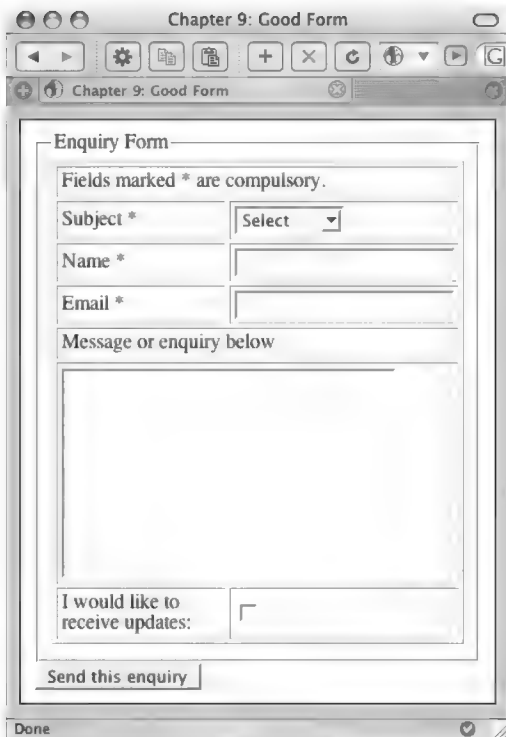 Chapter 9: Good Form
G
Chapter 9: Good Form
Enquiry Form
Fields marked * are compulsory.
Subject *
Select
Name *
Email *
Message or enquiry below
I would like to
receive updates:
Send this enquiry
Done